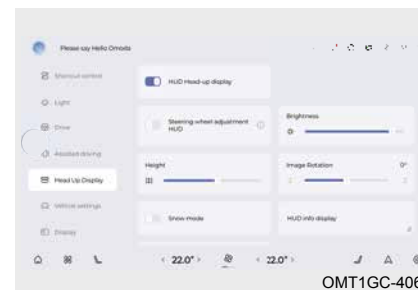 Please say Hello Omoda
Manual control
HUD Head-up display
Light
Steering wheel adjustment
HUD
Brightness
Drive
Assisted driving
Height
Image Rotation
0°
Head Up Display
Vehicle settings
Snow mode
HUD info display
Display
< 22.0° >
< 22.0° >
OMT1GC-406